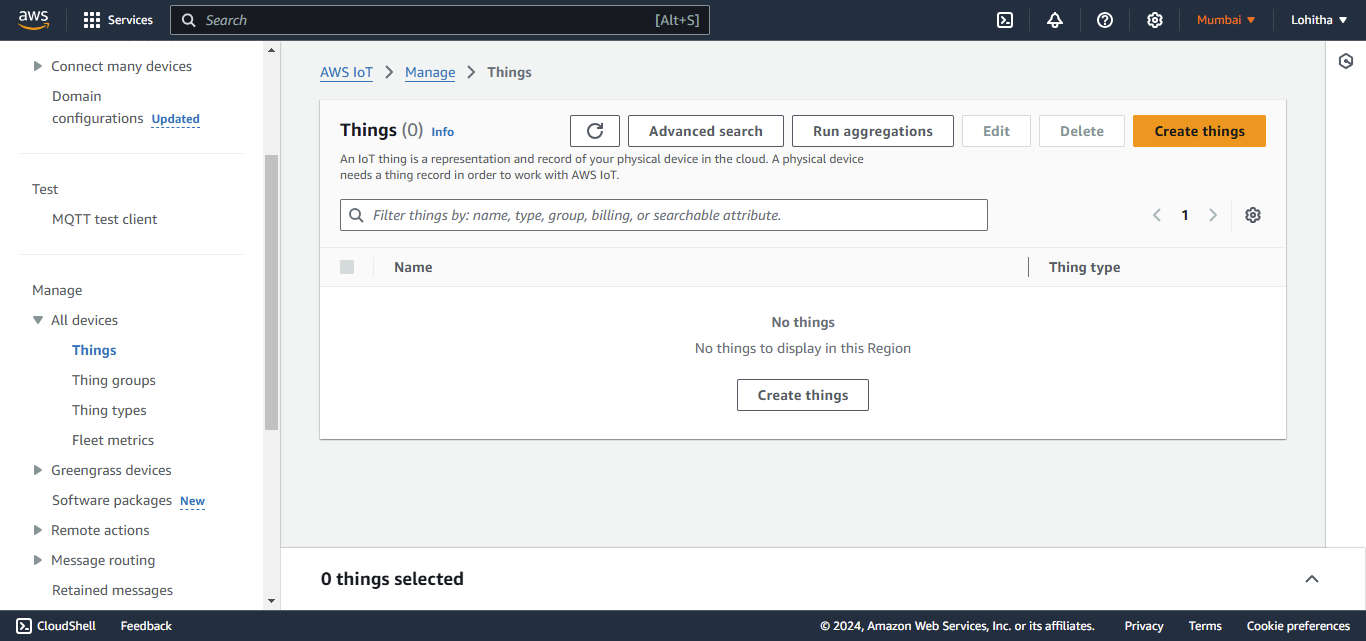 aws
Services
Search
[Alt+S]
Mumbai
Lohitha
Connect many devices
Domain
configurations Updated
Test
MQTT test client
Manage
All devices
Things
Thing groups
Thing types
Fleet metrics
Greengrass devices
Software packages New
Remote actions
Message routing
Retained messages
AWS IoT > Manage > Things
Things (0) Info
Advanced search
Run aggregations
Edit
Delete
Create things
An IoT thing is a representation and record of your physical device in the cloud. A physical device
needs a thing record in order to work with AWS IoT.
Filter things by: name, type, group, billing, or searchable attribute.
1
Name
Thing type
No things
No things to display in this Region
Create things
0 things selected
CloudShell
Feedback
© 2024, Amazon Web Services, Inc. or its affiliates.
Privacy
Terms
Cookie preferences